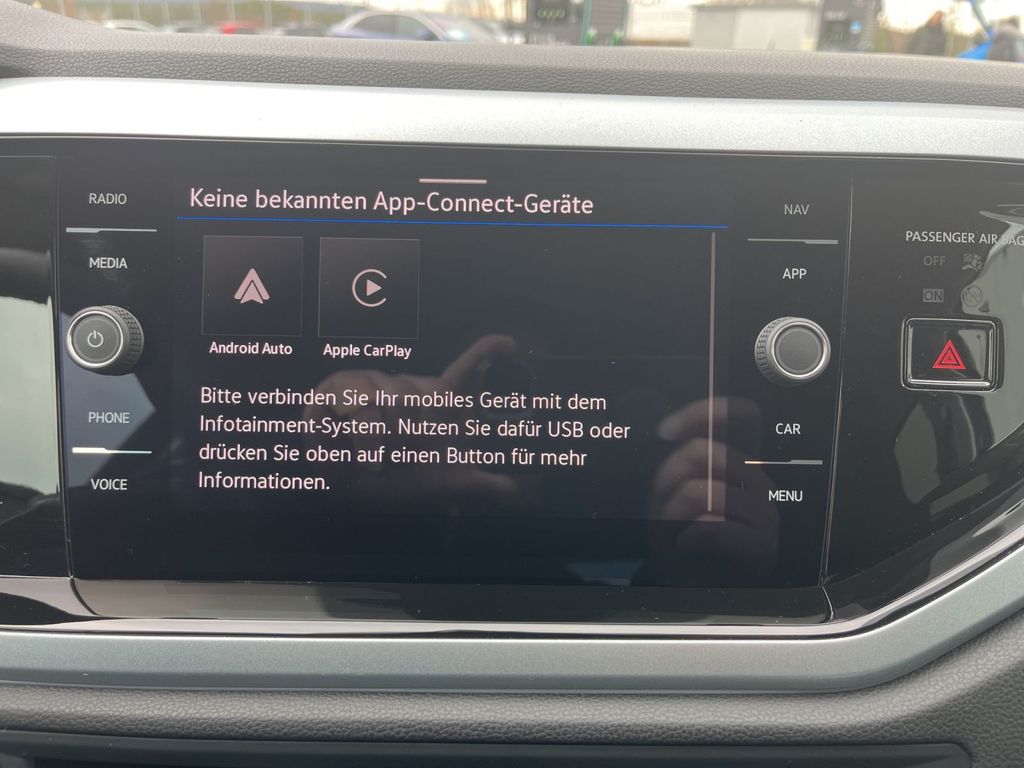 RADIO
MEDIA
PHONE
VOICE
Keine bekannten App-Connect-Geräte
Android Auto
Apple CarPlay
Bitte verbinden Sie Ihr mobiles Gerät mit dem
Infotainment-System. Nutzen Sie dafür USB oder
drücken Sie oben auf einen Button für mehr
Informationen.
NAV
APP
CAR
MENU
PASSENGER AIR BAG
OFF
ON